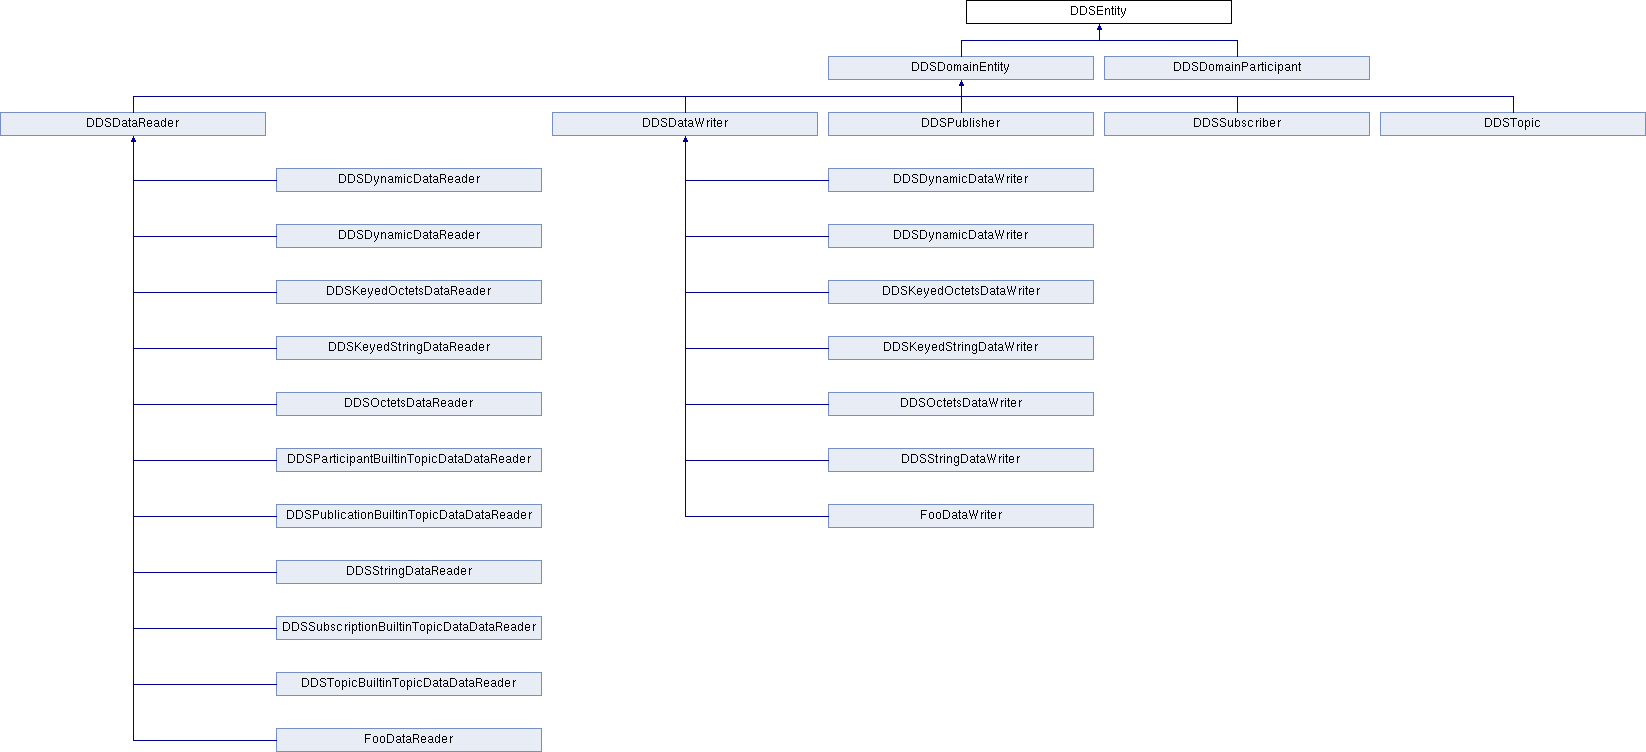 DDSEntity
DDSDomainEntity DDSDomainParticipant
DDSDataReader DDSDataWriter DDSPublisher DDSSubscriber DDSTopic
DDSDynamicDataReader DDSDynamicDataWriter
DDSDynamicDataReader DDSDynamicDataWriter
DDSKeyedOctetsDataReader DDSKeyedOctetsDataWriter
DDSKeyedStringDataReader DDSKeyedStringDataWriter
DDSOctetsDataReader DDSOctetsDataWriter
DDSParticipantBuiltinTopicDataDataReader DDSStringDataWriter
DDSPublicationBuiltinTopicDataDataReader FooDataWriter
DDSStringDataReader
DDSSubscriptionBuiltinTopicDataDataReader
DDSTopicBuiltinTopicDataDataReader
FooDataReader